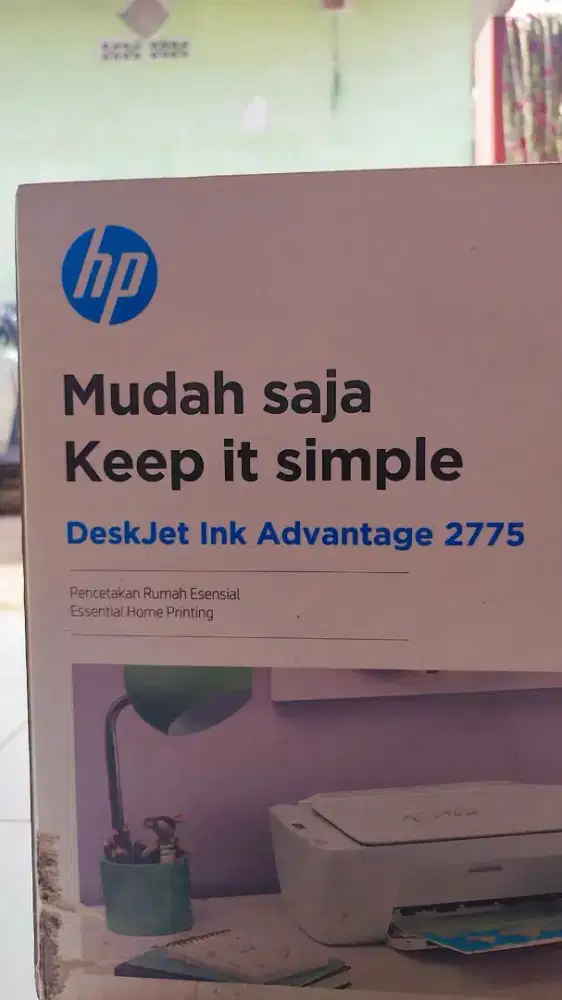 hp
Mudah saja
Keep it simple
DeskJet Ink Advantage 2775
Pencetakan Rumah Esensial
Essential Home Printing